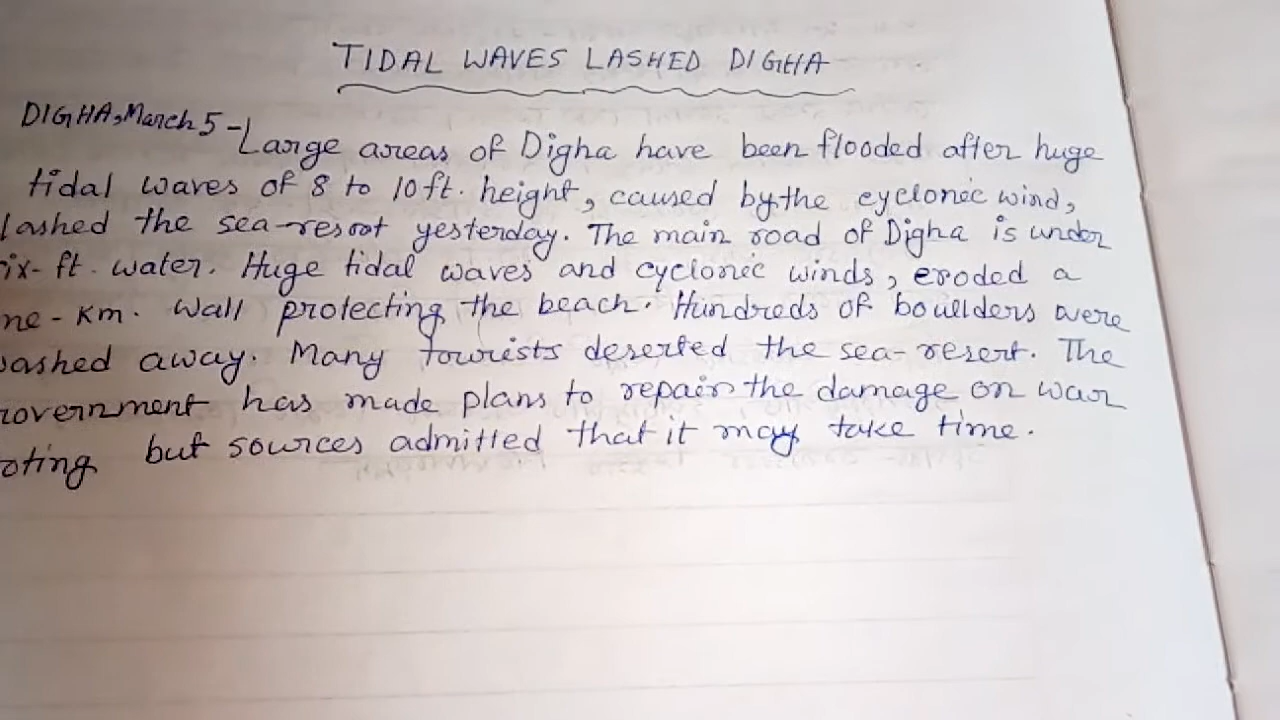 TIDAL WAVES LASHED DIGHA
DIGHA, March 5 - Large areas of Digha have been flooded after huge
tidal waves of 8 to 10 ft. height, caused by the cyclonic wind,
lashed the sea-resort yesterday. The main road of Digha is under
ix- ft. water. Huge tidal waves and cyclonic winds, eroded a
ne - Km. wall protecting the beach. Hundreds of boullders were
washed away. Many tourists deserted the sea-resert. The
government has made plans to repair the damage on war
oting but sources admitted that it may take time.